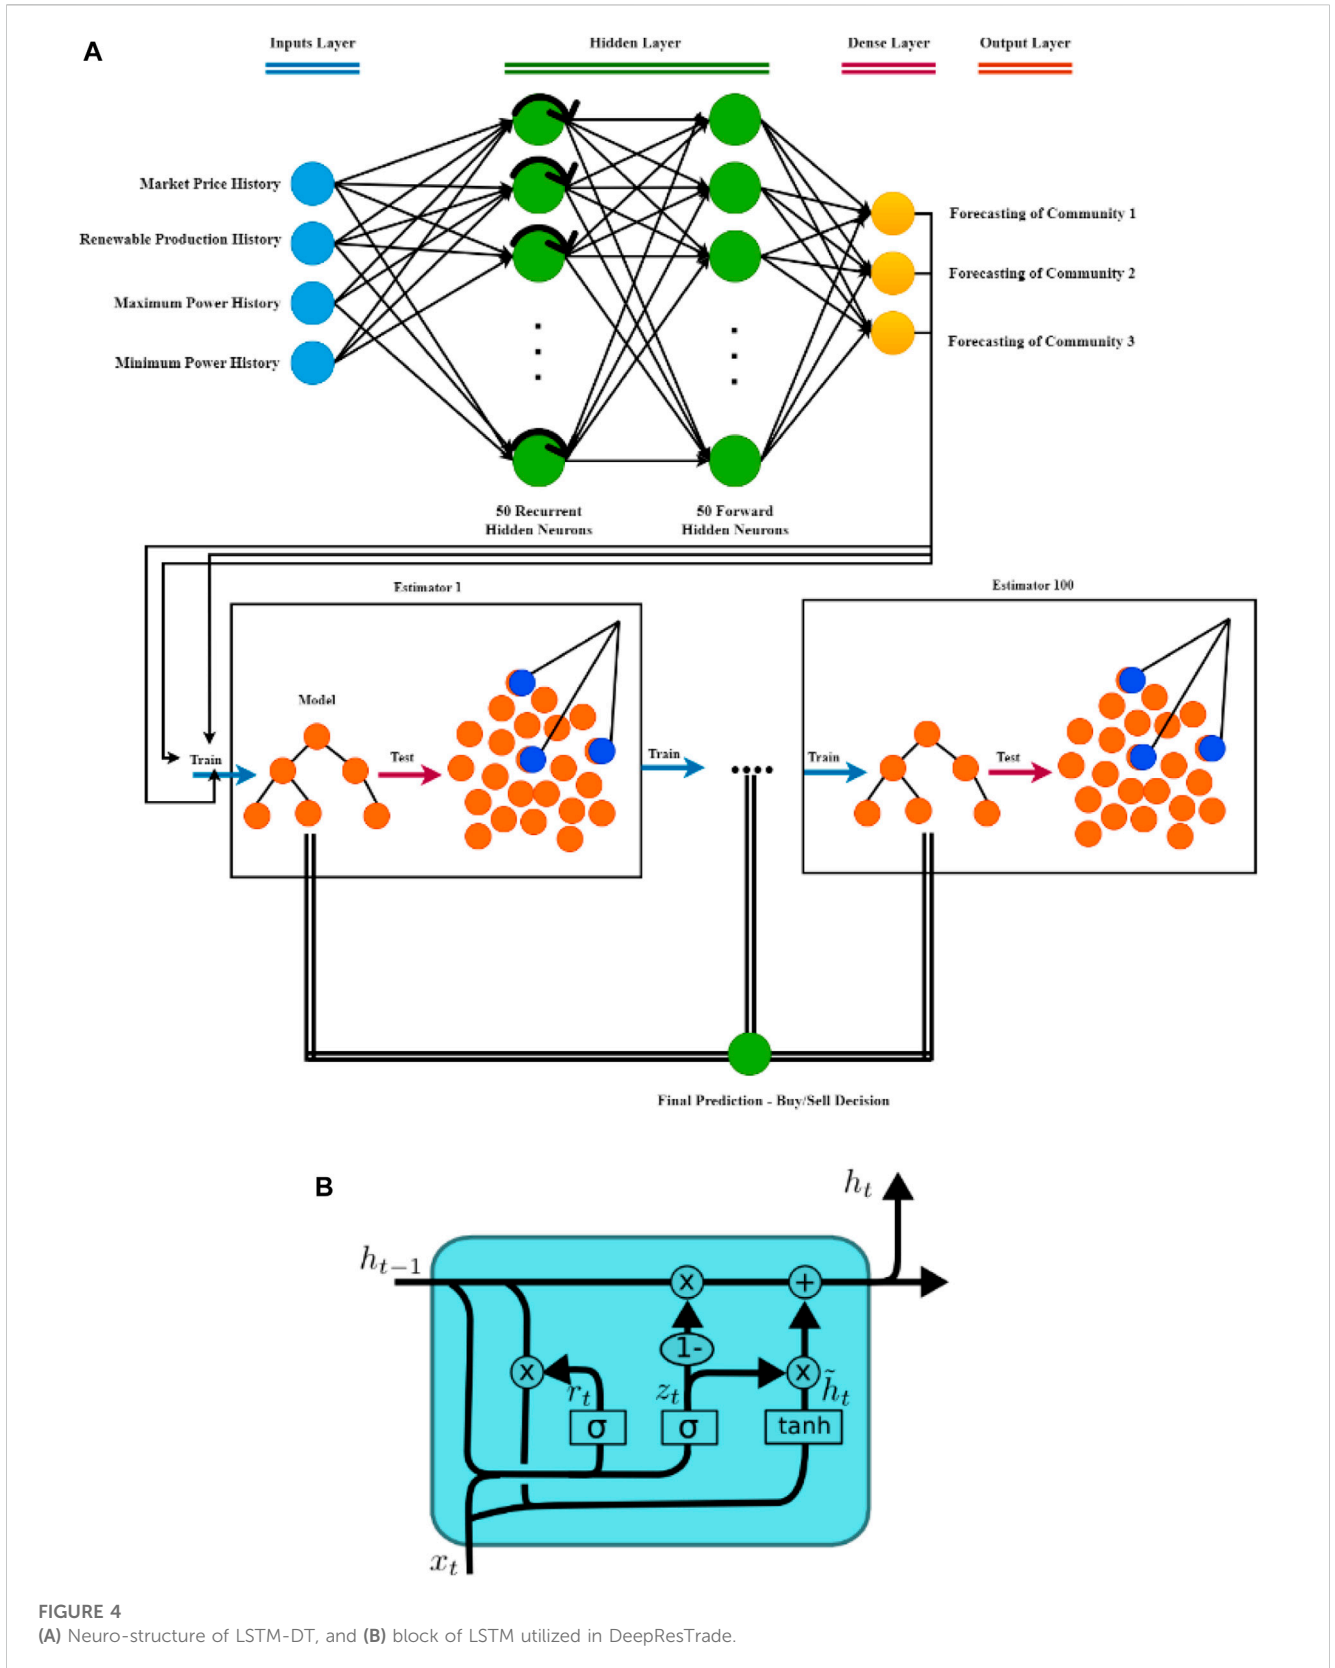 A
Inputs Layer
Hidden Layer
Dense Layer
Output Layer
Market Price History
Renewable Production History
Maximum Power History
Minimum Power History
Forecasting of Community 1
Forecasting of Community 2
Forecasting of Community 3
50 Recurrent
Hidden Neurons
50 Forward
Hidden Neurons
Estimator 1
Estimator 100
Model
Train
Test
Train
Train
Test
Final Prediction - Buy/Sell Decision
B
h_t
h_{t-1}
x
+
1-
x
r_t
z_t
x
h̃_t
σ
σ
tanh
x_t
FIGURE 4
(A) Neuro-structure of LSTM-DT, and (B) block of LSTM utilized in DeepResTrade.